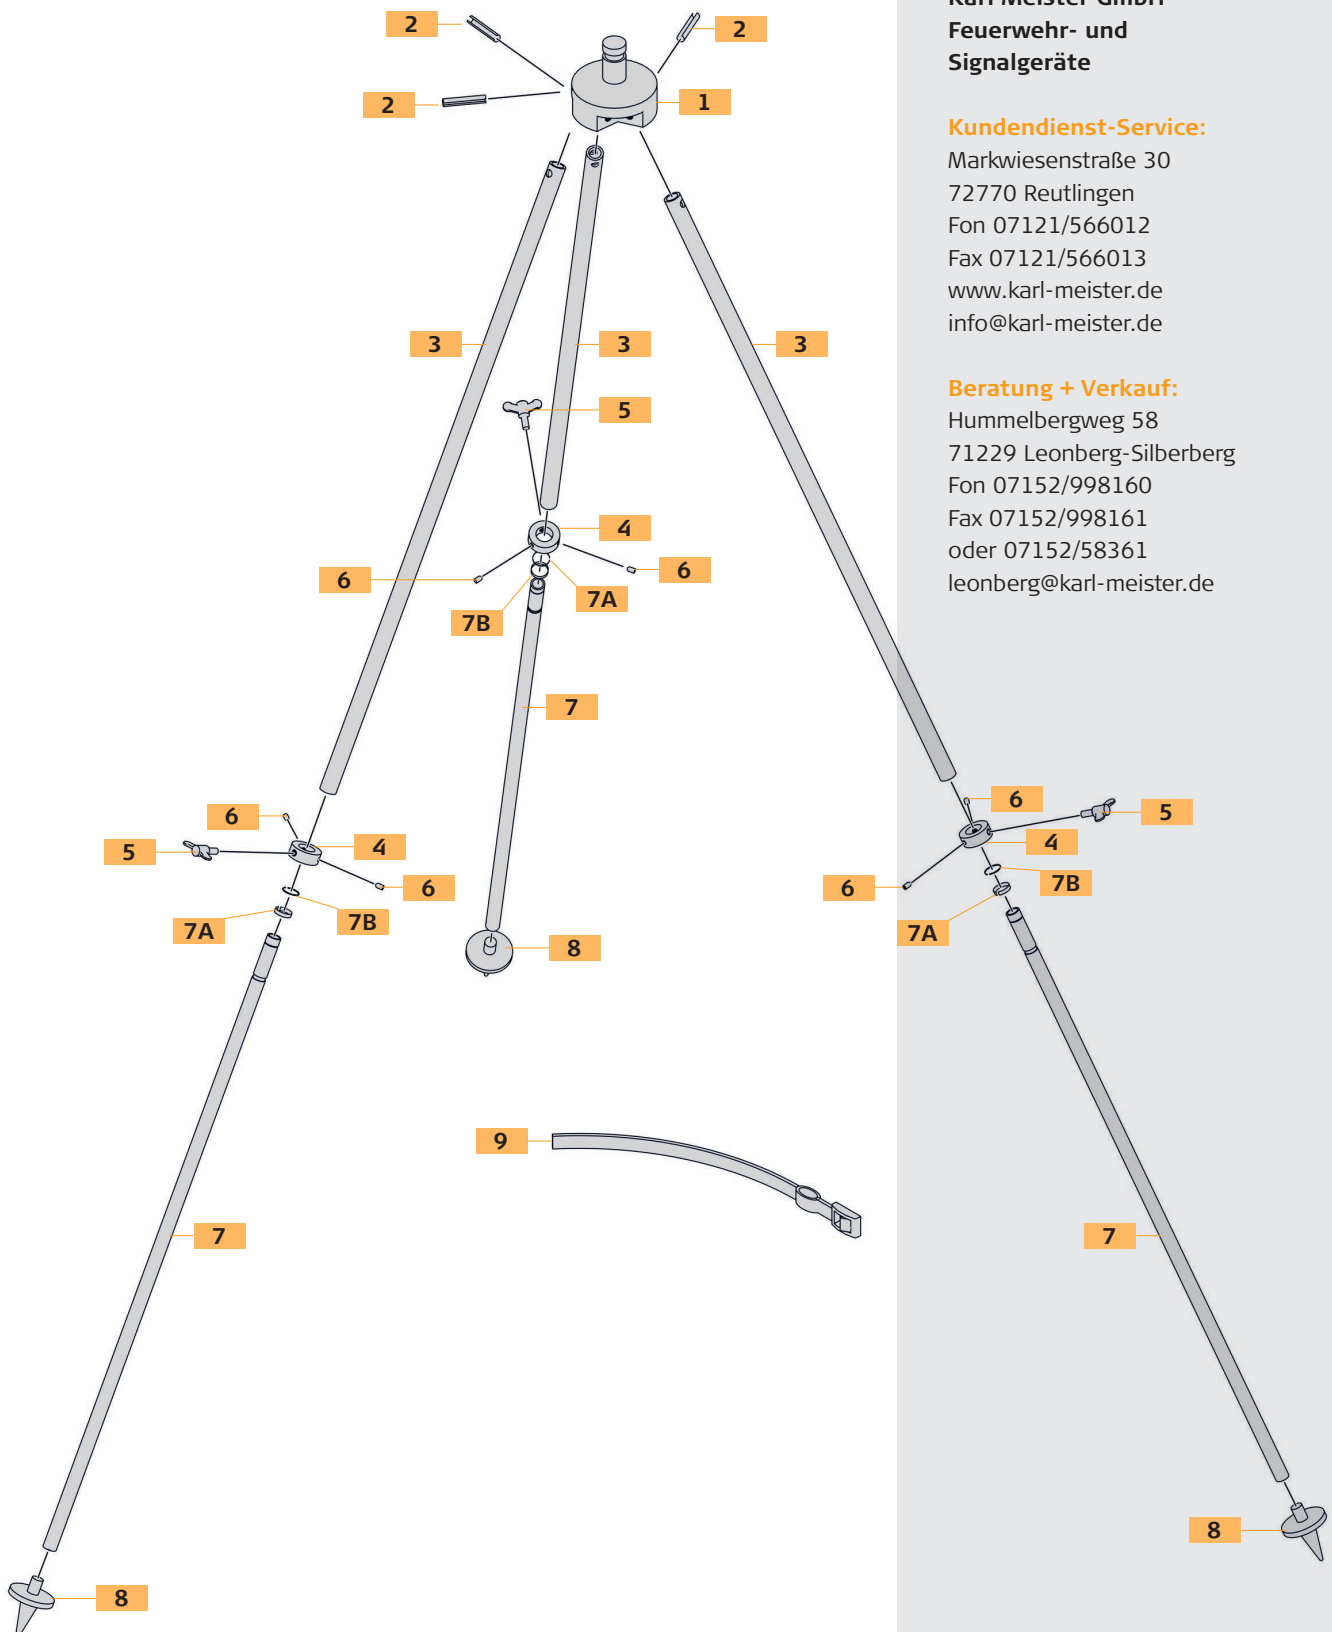 Karl Meister GmbH
Feuerwehr- und
Signalgeräte
Kundendienst-Service:
Markwiesenstraße 30
72770 Reutlingen
Fon 07121/566012
Fax 07121/566013
www.karl-meister.de
info@karl-meister.de
Beratung + Verkauf:
Hummelbergweg 58
71229 Leonberg-Silberberg
Fon 07152/998160
Fax 07152/998161
oder 07152/58361
leonberg@karl-meister.de
2
2
2
1
3
3
3
5
4
6
6
7A
7B
7
6
5
4
6
7A
7B
8
6
5
4
6
7B
7A
9
7
7
8
8